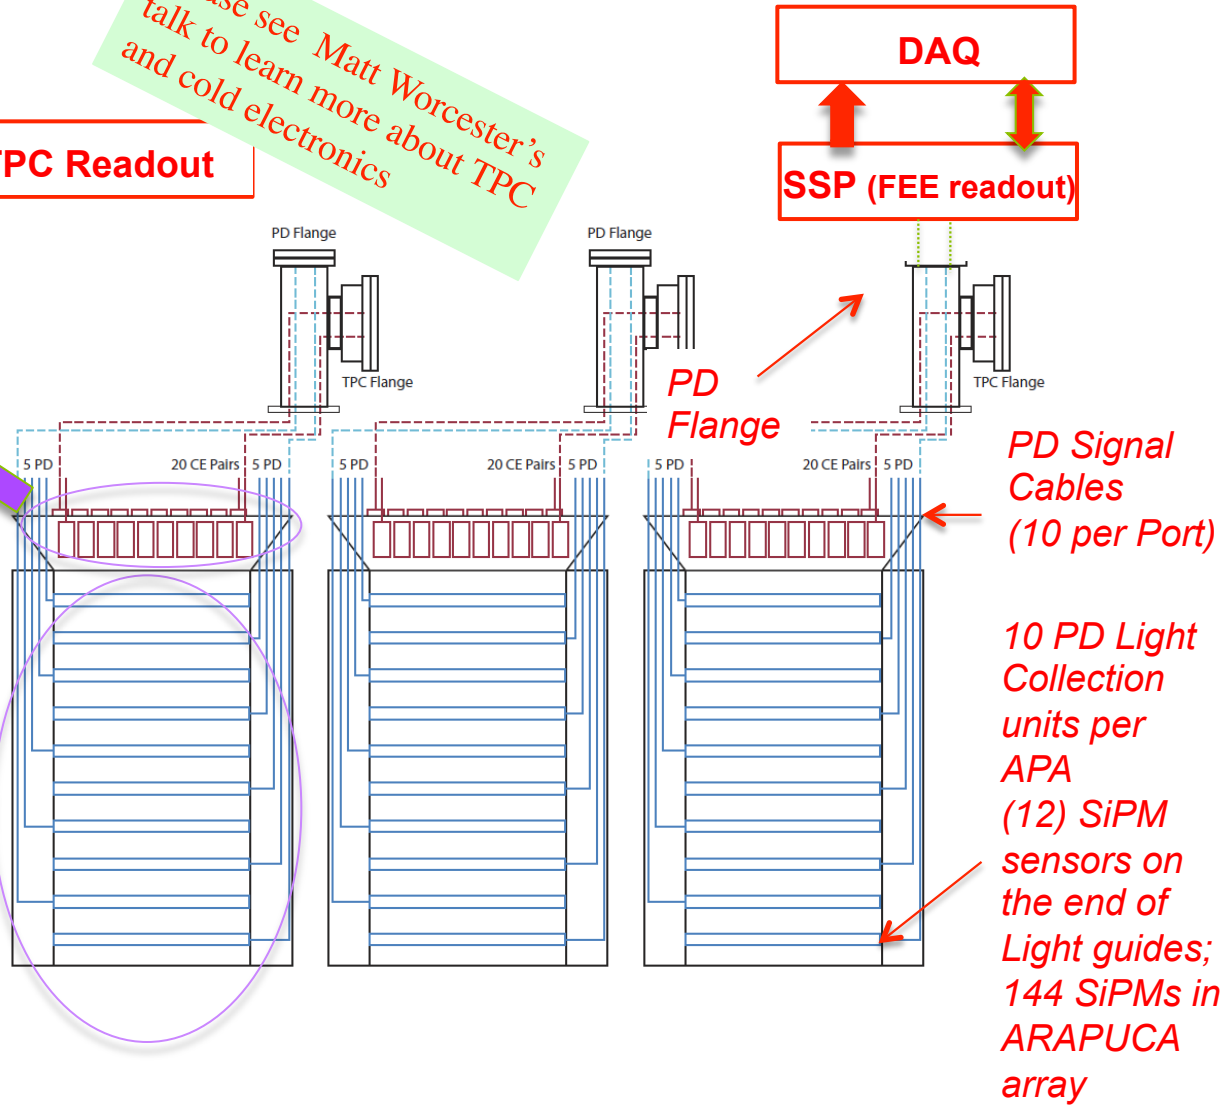 see Matt Worcester's
talk to learn more about TPC
and cold electronics
DAQ
PC Readout
SSP (FEE readout)
PD Flange
PD Flange
TPC Flange
TPC Flange
PD
Flange
5 PD
20 CE Pairs
5 PD
5 PD
20 CE Pairs
5 PD
5 PD
20 CE Pairs
5 PD
PD Signal
Cables
(10 per Port)
10 PD Light
Collection
units per
APA
(12) SiPM
sensors on
the end of
Light guides;
144 SiPMs in
ARAPUCA
array